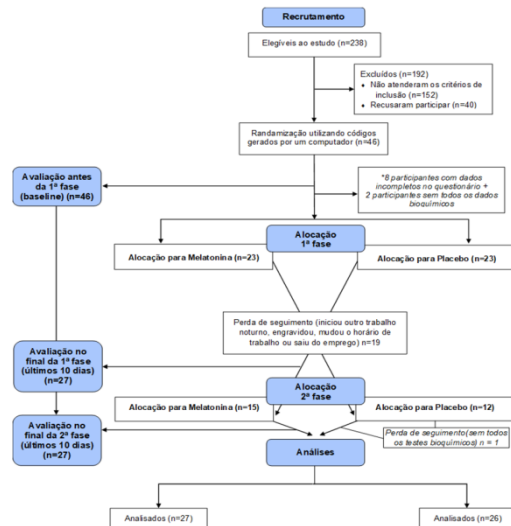 Recrutamento
Elegíveis ao estudo (n=238)
Excluídos (n=192)
♦ Não atenderam os critérios de
inclusão (n=152)
♦ Recusaram participar (n=40)
Randomização utilizando códigos
gerados por um computador (n=46)
Avaliação antes
da 1ª fase
(baseline) (n=46)
*8 participantes com dados
incompletos no questionário +
2 participantes sem todos os dados
bioquímicos
Alocação
1ª fase
Alocação para Melatonina (n=23)
Alocação para Placebo (n=23)
Perda de seguimento (iniciou outro trabalho
noturno, engravidou, mudou o horário de
trabalho ou saiu do emprego) n=19
Avaliação no
final da 1ª fase
(últimos 10 dias)
(n=27)
Alocação
2ª fase
Alocação para Melatonina (n=15)
Alocação para Placebo (n=12)
Avaliação no
final da 2ª fase
(últimos 10 dias)
(n=27)
Perda de seguimento(sem todos
os testes bioquímicos) n = 1
Análises
Analisados (n=27)
Analisados (n=26)